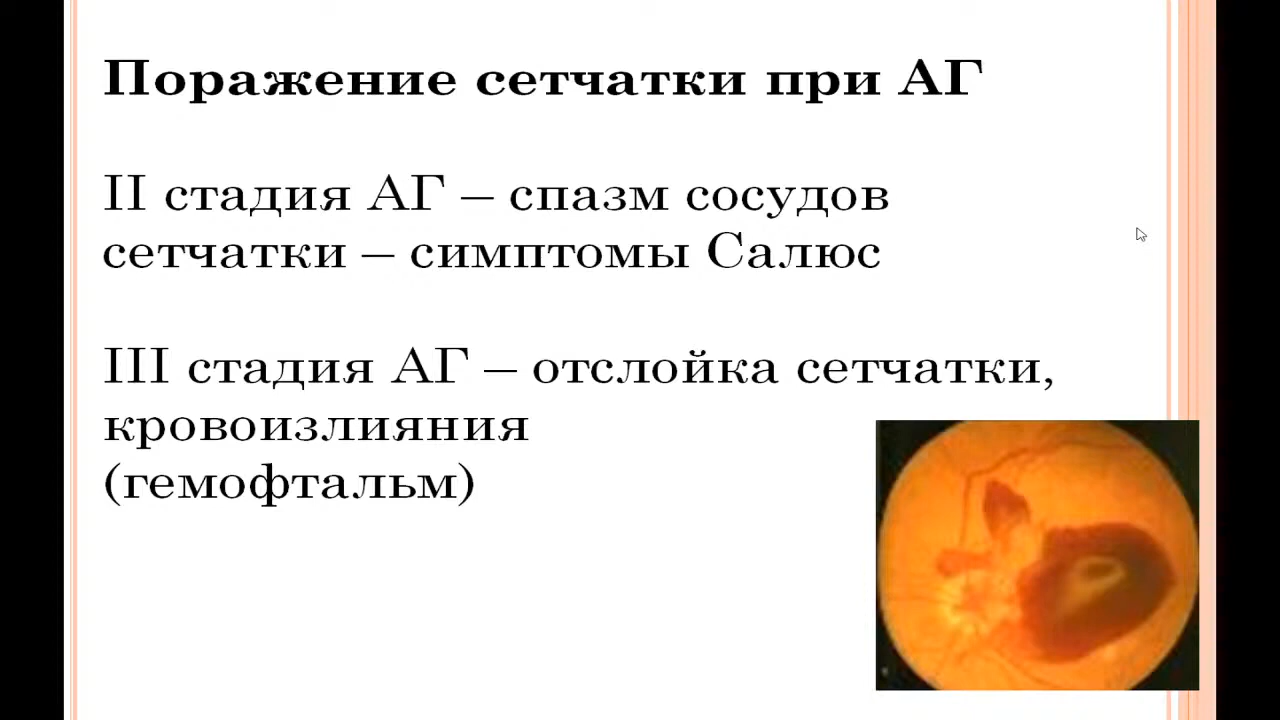 Поражение сетчатки при АГ
II стадия АГ – спазм сосудов
сетчатки – симптомы Салюс
III стадия АГ – отслойка сетчатки,
кровоизлияния
(гемофтальм)